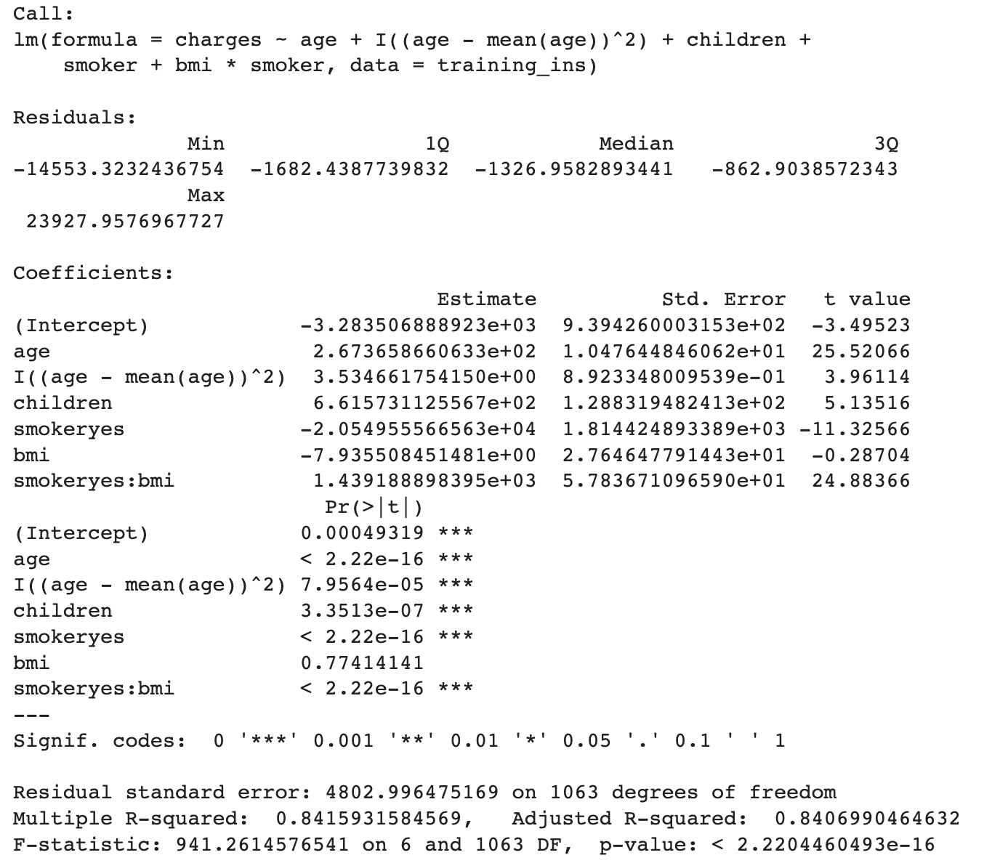 Call:
lm(formula = charges ~ age + I((age - mean(age))^2) + children +
    smoker + bmi * smoker, data = training_ins)

Residuals:
              Min                1Q            Median                3Q
-14553.3232436754  -1682.4387739832  -1326.9582893441   -862.9038572343
              Max
 23927.9576967727

Coefficients:
                                  Estimate          Std. Error   t value
(Intercept)            -3.283506888923e+03  9.394260003153e+02  -3.49523
age                     2.673658660633e+02  1.047644846062e+01  25.52066
I((age - mean(age))^2)  3.534661754150e+00  8.923348009539e-01   3.96114
children                6.615731125567e+02  1.288319482413e+02   5.13516
smokeryes              -2.054955566563e+04  1.814424893389e+03 -11.32566
bmi                    -7.935508451481e+00  2.764647791443e+01  -0.28704
smokeryes:bmi           1.439188898395e+03  5.783671096590e+01  24.88366
                         Pr(>|t|)
(Intercept)            0.00049319 ***
age                    < 2.22e-16 ***
I((age - mean(age))^2) 7.9564e-05 ***
children               3.3513e-07 ***
smokeryes              < 2.22e-16 ***
bmi                    0.77414141
smokeryes:bmi          < 2.22e-16 ***
---
Signif. codes:  0 '***' 0.001 '**' 0.01 '*' 0.05 '.' 0.1 ' ' 1

Residual standard error: 4802.996475169 on 1063 degrees of freedom
Multiple R-squared:  0.8415931584569,   Adjusted R-squared:  0.8406990464632
F-statistic: 941.2614576541 on 6 and 1063 DF,  p-value: < 2.2204460493e-16